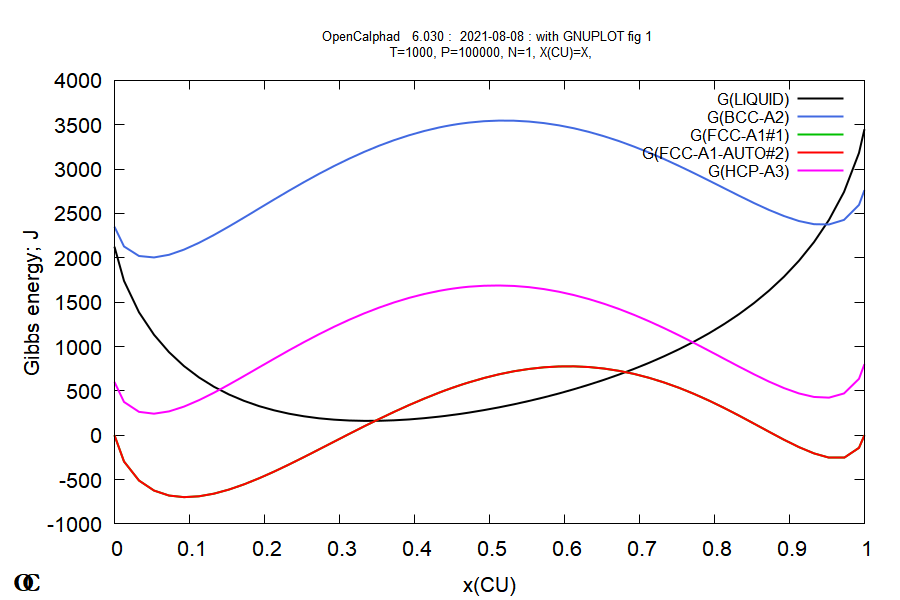 OpenCalphad 6.030 : 2021-08-08 : with GNUPLOT fig 1
T=1000, P=100000, N=1, X(CU)=X,
4000
3500
3000
2500
2000
1500
1000
500
0
-500
-1000
Gibbs energy; J
G(LIQUID)
G(BCC-A2)
G(FCC-A1#1)
G(FCC-A1-AUTO#2)
G(HCP-A3)
0 0.1 0.2 0.3 0.4 0.5 0.6 0.7 0.8 0.9 1
x(CU)
OC